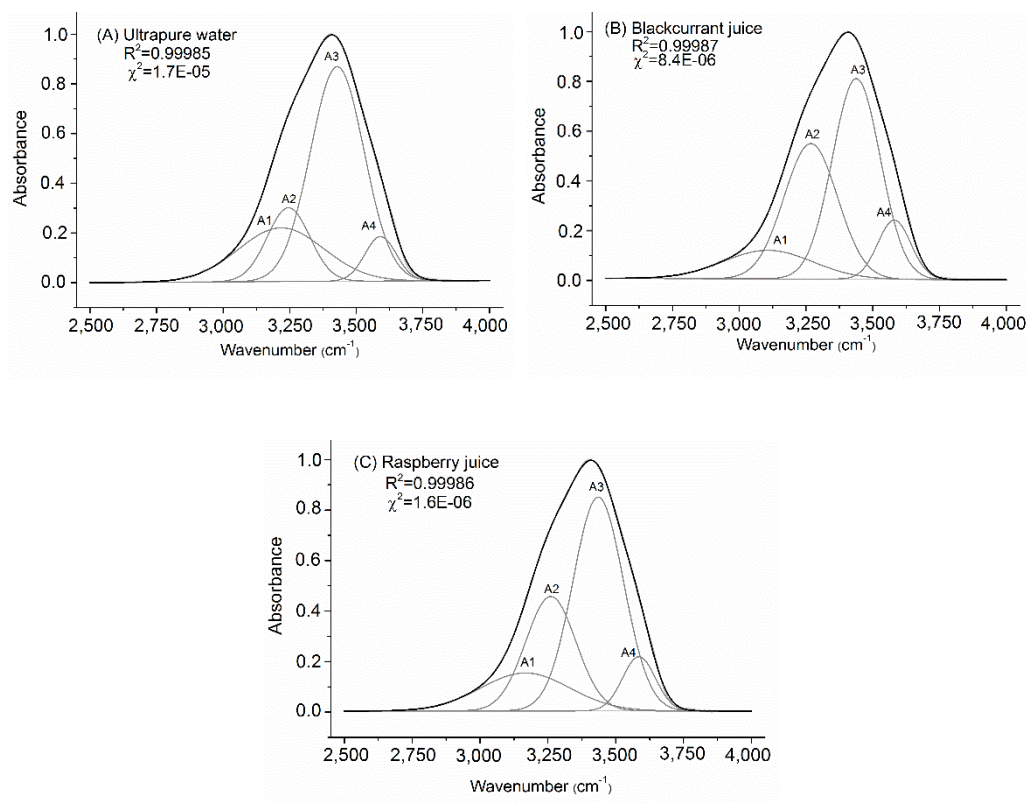 (A) Ultrapure water
R²=0.99985
χ²=1.7E-05
1.0
0.8
0.6
0.4
0.2
0.0
Absorbance
A1
A2
A3
A4
2,500 2,750 3,000 3,250 3,500 3,750 4,000
Wavenumber (cm⁻¹)
(B) Blackcurrant juice
R²=0.99987
χ²=8.4E-06
1.0
0.8
0.6
0.4
0.2
0.0
Absorbance
A1
A2
A3
A4
2,500 2,750 3,000 3,250 3,500 3,750 4,000
Wavenumber (cm⁻¹)
(C) Raspberry juice
R²=0.99986
χ²=1.6E-06
1.0
0.8
0.6
0.4
0.2
0.0
Absorbance
A1
A2
A3
A4
2,500 2,750 3,000 3,250 3,500 3,750 4,000
Wavenumber (cm⁻¹)